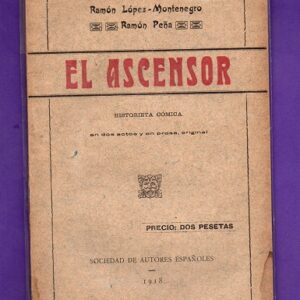 Ramón López-Montenegro
Ramón Peña
EL ASCENSOR
HISTORIETA CÓMICA
en dos actos y en prosa, original
PRECIO: DOS PESETAS
SOCIEDAD DE AUTORES ESPAÑOLES
1918